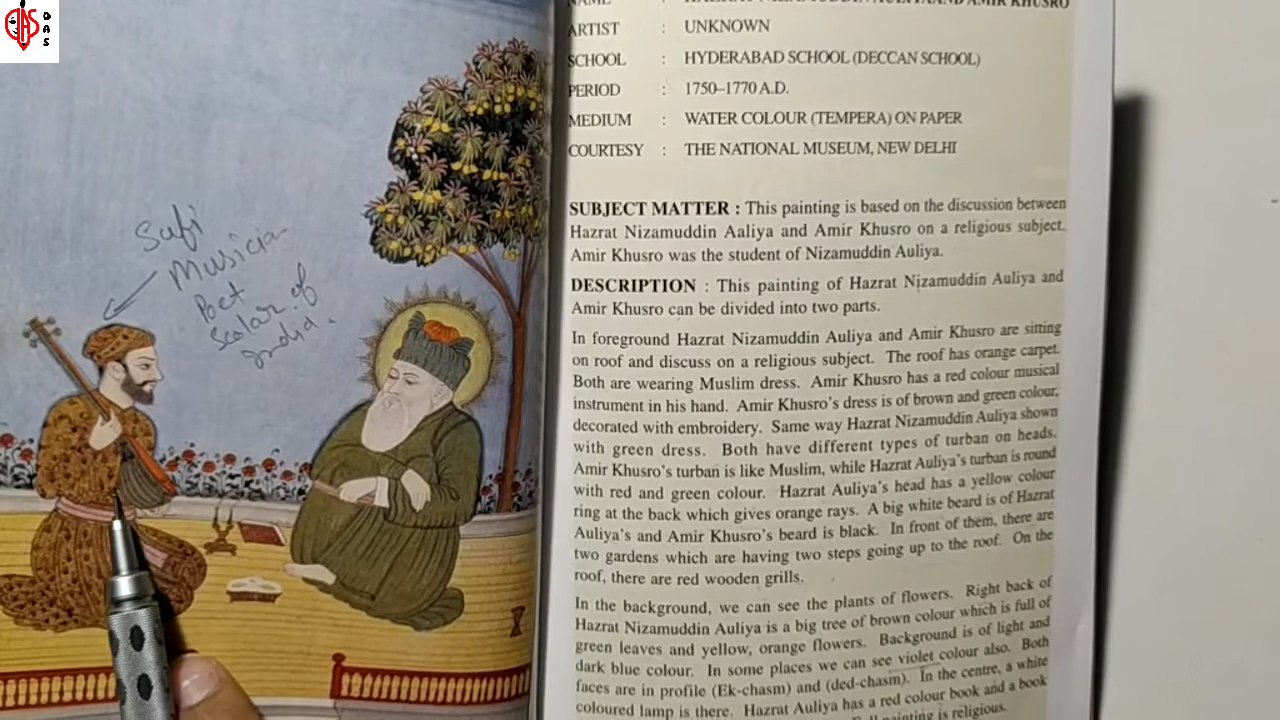 DAS
Sufi
Musician
Poet
Scalar of
India.
NAME : HAZRAT NIZAMUDDIN AULIYA AND AMIR KHUSRO
ARTIST : UNKNOWN
SCHOOL : HYDERABAD SCHOOL (DECCAN SCHOOL)
PERIOD : 1750–1770 A.D.
MEDIUM : WATER COLOUR (TEMPERA) ON PAPER
COURTESY : THE NATIONAL MUSEUM, NEW DELHI
SUBJECT MATTER : This painting is based on the discussion between
Hazrat Nizamuddin Aaliya and Amir Khusro on a religious subject.
Amir Khusro was the student of Nizamuddin Auliya.
DESCRIPTION : This painting of Hazrat Nizamuddin Auliya and
Amir Khusro can be divided into two parts.
In foreground Hazrat Nizamuddin Auliya and Amir Khusro are sitting
on roof and discuss on a religious subject. The roof has orange carpet.
Both are wearing Muslim dress. Amir Khusro has a red colour musical
instrument in his hand. Amir Khusro's dress is of brown and green colour,
decorated with embroidery. Same way Hazrat Nizamuddin Auliya shown
with green dress. Both have different types of turban on heads.
Amir Khusro's turban is like Muslim, while Hazrat Auliya's turban is round
with red and green colour. Hazrat Auliya's head has a yellow colour
ring at the back which gives orange rays. A big white beard is of Hazrat
Auliya's and Amir Khusro's beard is black. In front of them, there are
two gardens which are having two steps going up to the roof. On the
roof, there are red wooden grills.
In the background, we can see the plants of flowers. Right back of
Hazrat Nizamuddin Auliya is a big tree of brown colour which is full of
green leaves and yellow, orange flowers. Background is of light and
dark blue colour. In some places we can see violet colour also. Both
faces are in profile (Ek-chasm) and (ded-chasm). In the centre, a white
coloured lamp is there. Hazrat Auliya has a red colour book and a book
painting is religious.